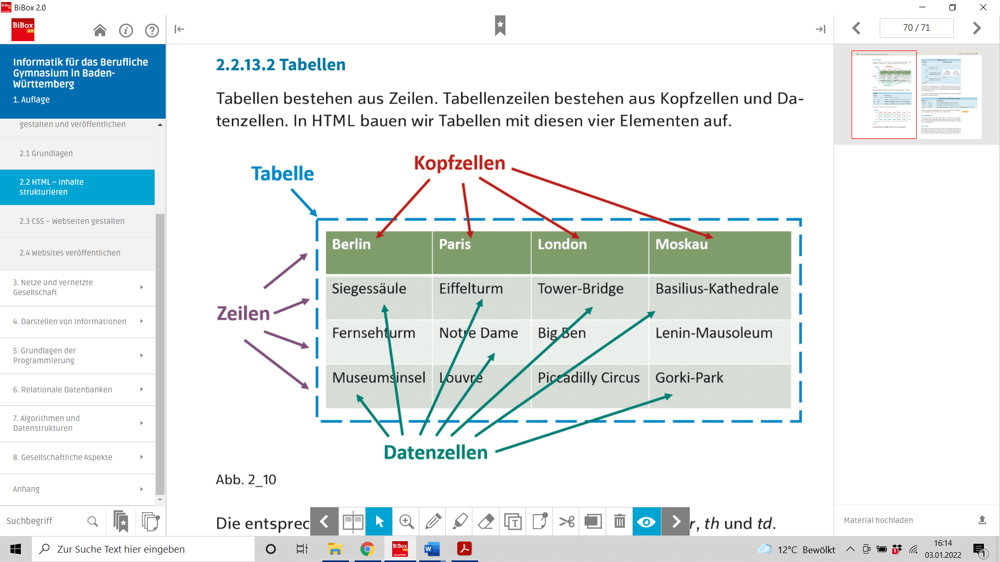 BiBox 2.0
BiBox
2.0
70 / 71
Informatik für das Berufliche
Gymnasium in Baden-
Württemberg
1. Auflage
gestalten und veröffentlichen
2.1 Grundlagen
2.2 HTML – Inhalte
strukturieren
2.3 CSS – Webseiten gestalten
2.4 Websites veröffentlichen
3. Netze und vernetzte
Gesellschaft
4. Darstellen von Informationen
5. Grundlagen der
Programmierung
6. Relationale Datenbanken
7. Algorithmen und
Datenstrukturen
8. Gesellschaftliche Aspekte
Anhang
Suchbegriff
2.2.13.2 Tabellen
Tabellen bestehen aus Zeilen. Tabellenzeilen bestehen aus Kopfzellen und Da-
tenzellen. In HTML bauen wir Tabellen mit diesen vier Elementen auf.
Kopfzellen
Tabelle
Berlin Paris London Moskau
Siegessäule Eiffelturm Tower-Bridge Basilius-Kathedrale
Zeilen
Fernsehturm Notre Dame Big Ben Lenin-Mausoleum
Museumsinsel Louvre Piccadilly Circus Gorki-Park
Datenzellen
Abb. 2_10
Die entsprec r, th und td.
Material hochladen
Zur Suche Text hier eingeben
12°C Bewölkt
16:14
03.01.2022